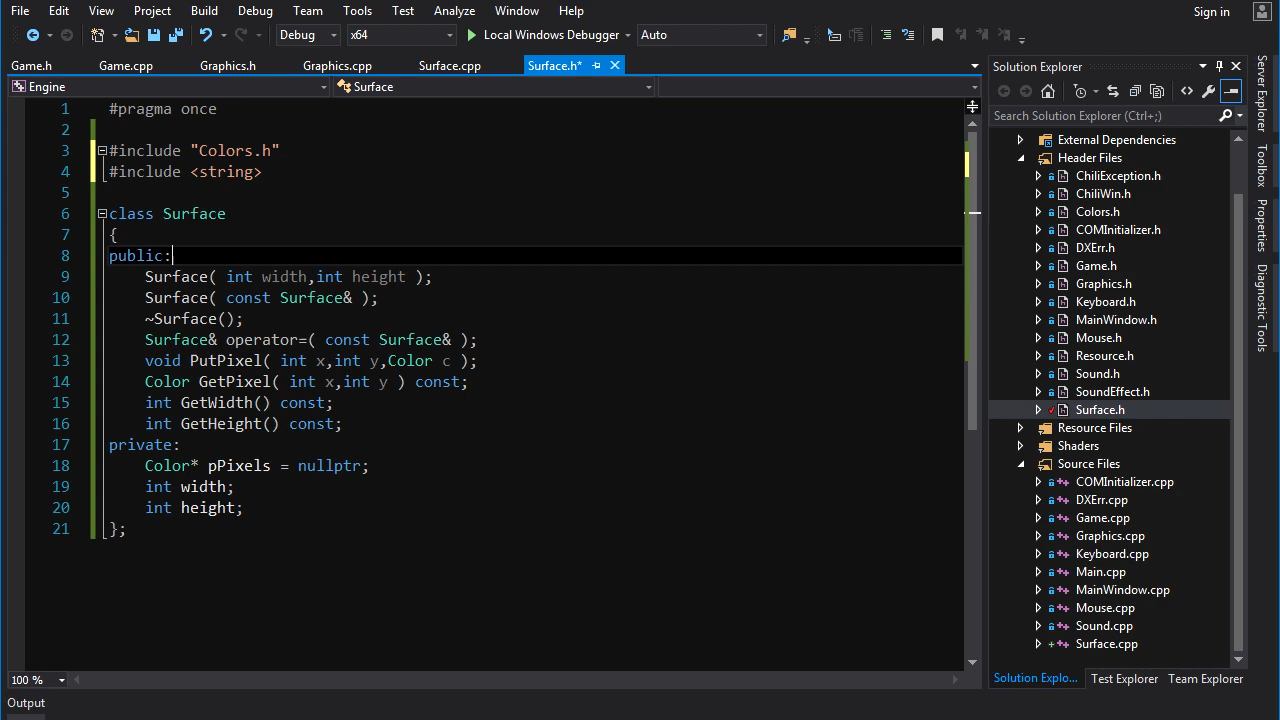 File Edit View Project Build Debug Team Tools Test Analyze Window Help Sign in
Debug x64 Local Windows Debugger Auto
Game.h Game.cpp Graphics.h Graphics.cpp Surface.cpp Surface.h*
Engine Surface
1 #pragma once
2
3 #include "Colors.h"
4 #include <string>
5
6 class Surface
7 {
8 public:
9 Surface( int width,int height );
10 Surface( const Surface& );
11 ~Surface();
12 Surface& operator=( const Surface& );
13 void PutPixel( int x,int y,Color c );
14 Color GetPixel( int x,int y ) const;
15 int GetWidth() const;
16 int GetHeight() const;
17 private:
18 Color* pPixels = nullptr;
19 int width;
20 int height;
21 };
100 %
Output
Solution Explorer
Search Solution Explorer (Ctrl+;)
External Dependencies
Header Files
ChiliException.h
ChiliWin.h
Colors.h
COMInitializer.h
DXErr.h
Game.h
Graphics.h
Keyboard.h
MainWindow.h
Mouse.h
Resource.h
Sound.h
SoundEffect.h
Surface.h
Resource Files
Shaders
Source Files
COMInitializer.cpp
DXErr.cpp
Game.cpp
Graphics.cpp
Keyboard.cpp
Main.cpp
MainWindow.cpp
Mouse.cpp
Sound.cpp
Surface.cpp
Solution Explo... Test Explorer Team Explorer
Server Explorer
Toolbox
Properties
Diagnostic Tools